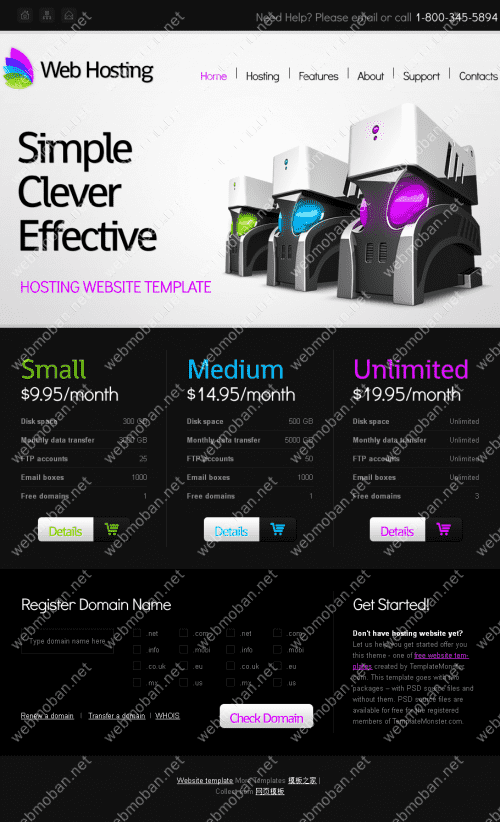 Need Help? Please email or call 1-800-345-5894
Web Hosting
Home | Hosting | Features | About | Support | Contacts
Simple
Clever
Effective
HOSTING WEBSITE TEMPLATE
Small
$9.95/month
Disk space 300 GB
Monthly data transfer GB
FTP accounts 25
Email boxes 1000
Free domains 1
Details
Medium
$14.95/month
Disk space 500 GB
Monthly data transfer 5000 GB
FTP accounts 50
Email boxes 1000
Free domains 1
Details
Unlimited
$19.95/month
Disk space Unlimited
Monthly data transfer Unlimited
FTP accounts Unlimited
Email boxes Unlimited
Free domains 3
Details
Register Domain Name
Type domain name here...
.net .com .net .com
.info .mobi .info .mobi
.co.uk .eu .co.uk .eu
.mx .us .mx .us
Renew a domain | Transfer a domain | WHOIS
Check Domain
Get Started!
Don't have hosting website yet?
Let us help you get started offer you
this theme - one of free website tem-
plates created by TemplateMonster.
com. This template goes with two
packages – with PSD source files and
without them. PSD source files are
available for free for the registered
members of TemplateMonster.com.
Website template More Templates 模板之家 |
Collect from 网页模板
webmoban.net